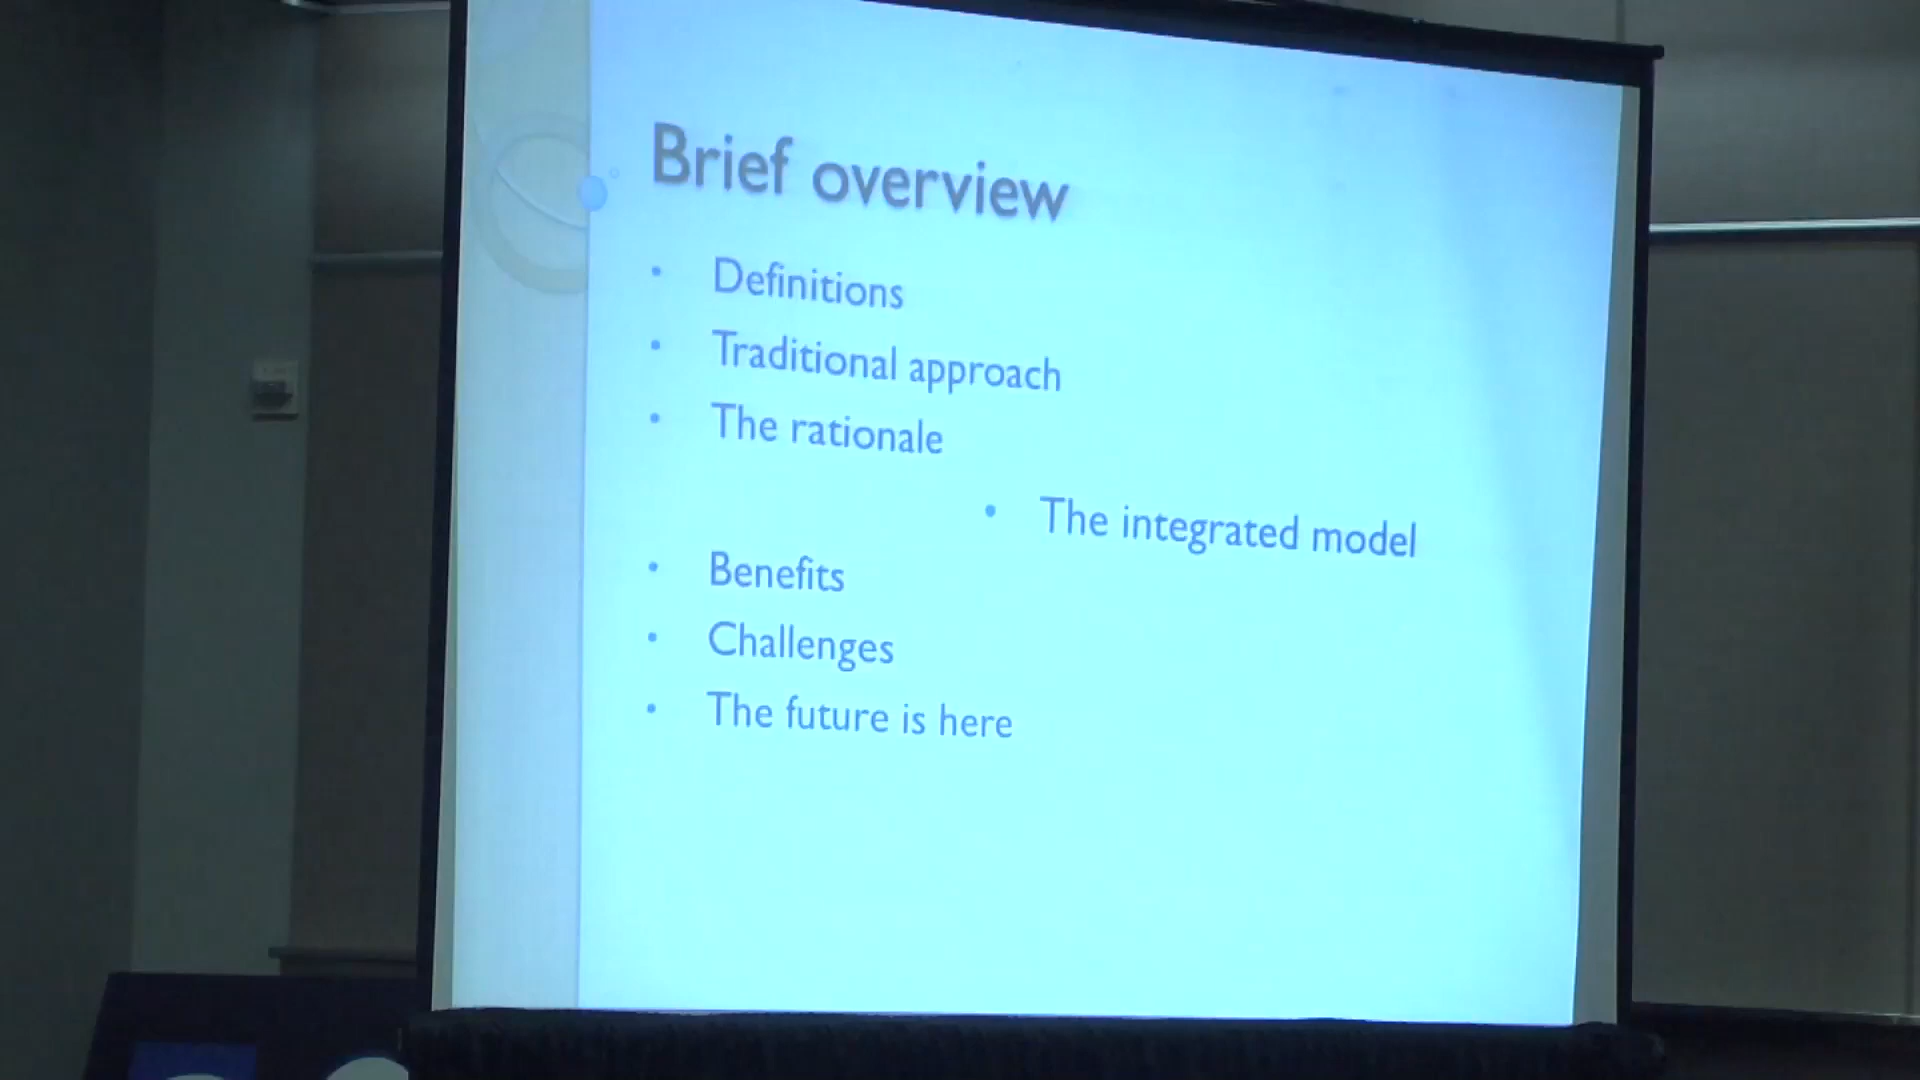 Brief overview
• Definitions
• Traditional approach
• The rationale
• The integrated model
• Benefits
• Challenges
• The future is here